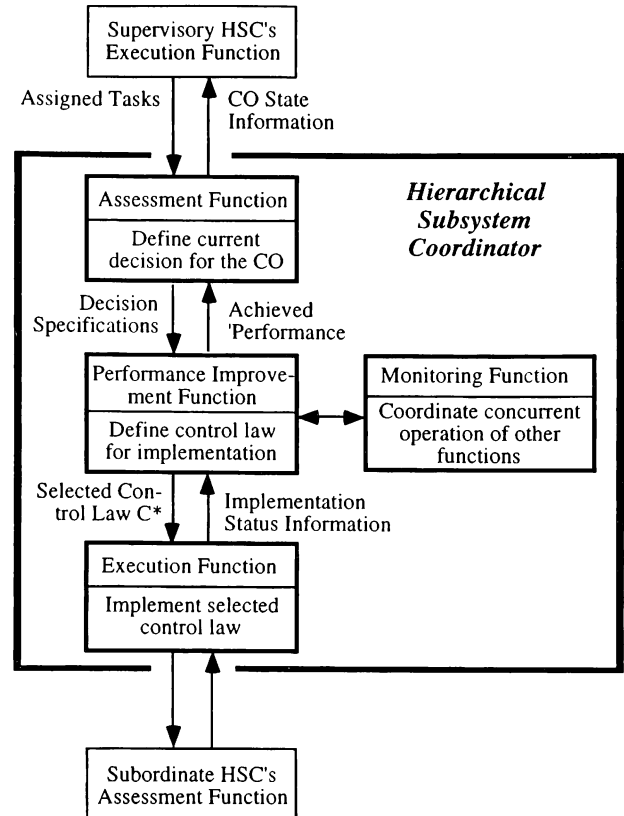 Supervisory HSC's
Execution Function
Assigned Tasks
CO State
Information
Hierarchical
Subsystem
Coordinator
Assessment Function
Define current
decision for the CO
Decision
Specifications
Achieved
'Performance
Performance Improve-
ment Function
Define control law
for implementation
Monitoring Function
Coordinate concurrent
operation of other
functions
Selected Con-
trol Law C*
Implementation
Status Information
Execution Function
Implement selected
control law
Subordinate HSC's
Assessment Function